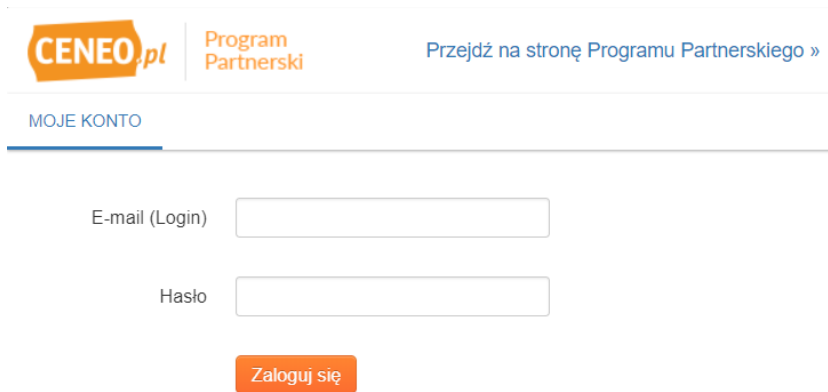 CENEO.pl
Program
Partnerski
Przejdź na stronę Programu Partnerskiego »
MOJE KONTO
E-mail (Login)
Hasło
Zaloguj się